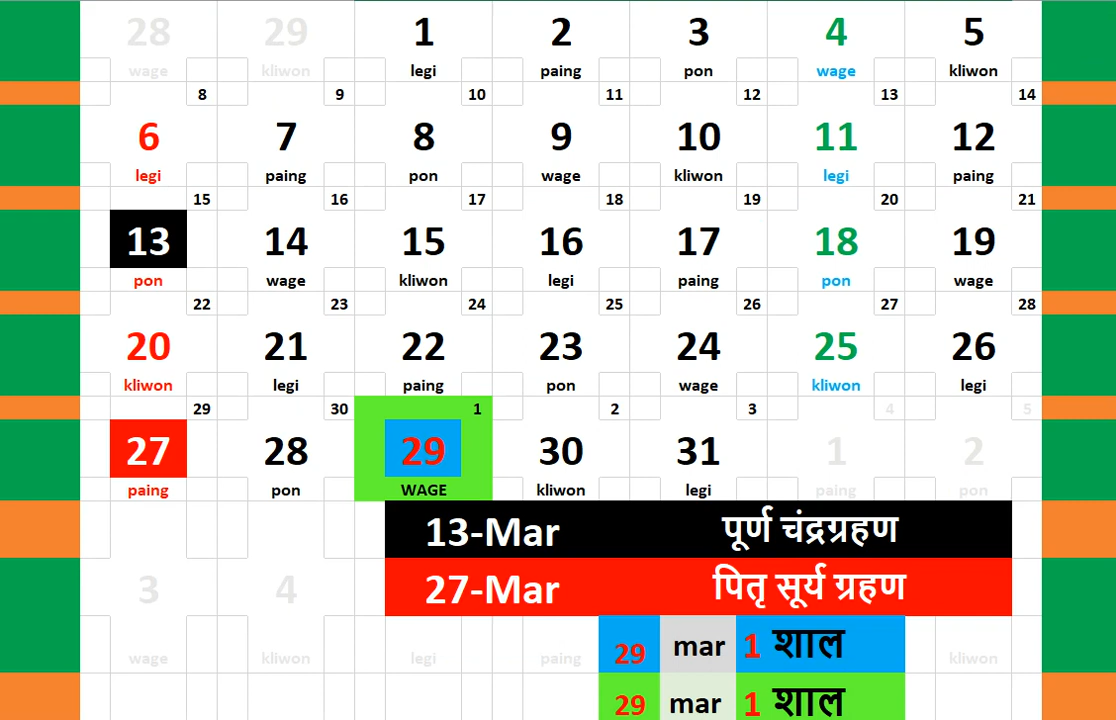 28 29 1 2 3 4 5
wage kliwon legi paing pon wage kliwon
8 9 10 11 12 13 14
6 7 8 9 10 11 12
legi paing pon wage kliwon legi paing
15 16 17 18 19 20 21
13 14 15 16 17 18 19
pon wage kliwon legi paing pon wage
22 23 24 25 26 27 28
20 21 22 23 24 25 26
kliwon legi paing pon wage kliwon legi
29 30 1 2 3 4 5
27 28 29 30 31 1 2
paing pon WAGE kliwon legi paing pon
13-Mar पूर्ण चंद्रग्रहण
3 4 27-Mar पितृ सूर्य ग्रहण
wage kliwon legi paing 29 mar 1 शाल kliwon
29 mar 1 शाल